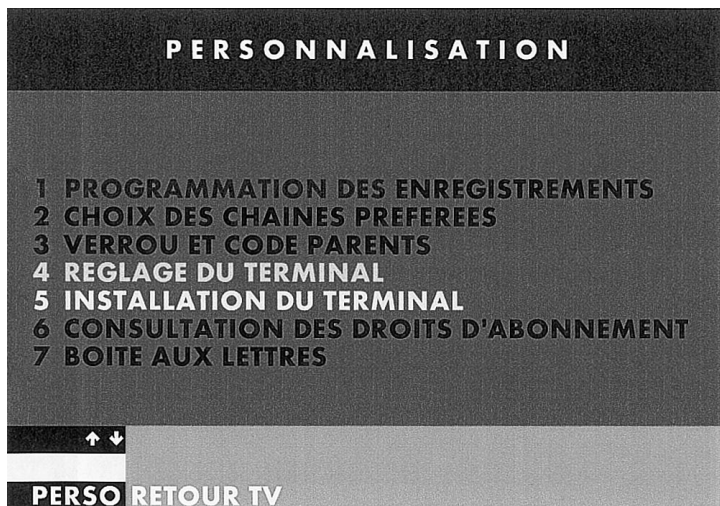 PERSONNALISATION
1 PROGRAMMATION DES ENREGISTREMENTS
2 CHOIX DES CHAINES PREFEREES
3 VERROU ET CODE PARENTS
4 REGLAGE DU TERMINAL
5 INSTALLATION DU TERMINAL
6 CONSULTATION DES DROITS D'ABONNEMENT
7 BOITE AUX LETTRES
↑ ↓
PERSO RETOUR TV